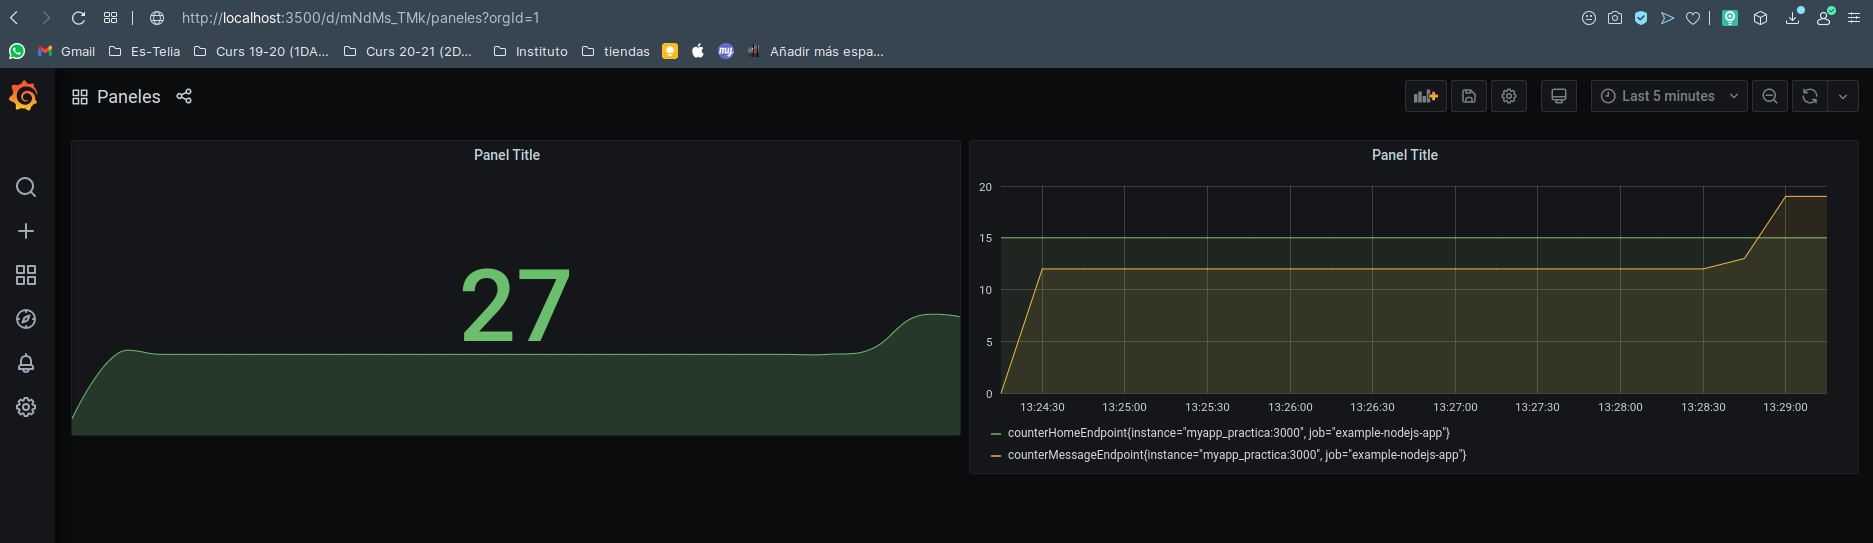 http://localhost:3500/d/mNdMs_TMk/paneles?orgId=1
Gmail Es-Telia Curs 19-20 (1DA... Curs 20-21 (2D... Instituto tiendas my Añadir más espa...
Paneles Last 5 minutes
Panel Title
27
Panel Title
20
15
10
5
0
13:24:30 13:25:00 13:25:30 13:26:00 13:26:30 13:27:00 13:27:30 13:28:00 13:28:30 13:29:00
counterHomeEndpoint{instance="myapp_practica:3000", job="example-nodejs-app"}
counterMessageEndpoint{instance="myapp_practica:3000", job="example-nodejs-app"}